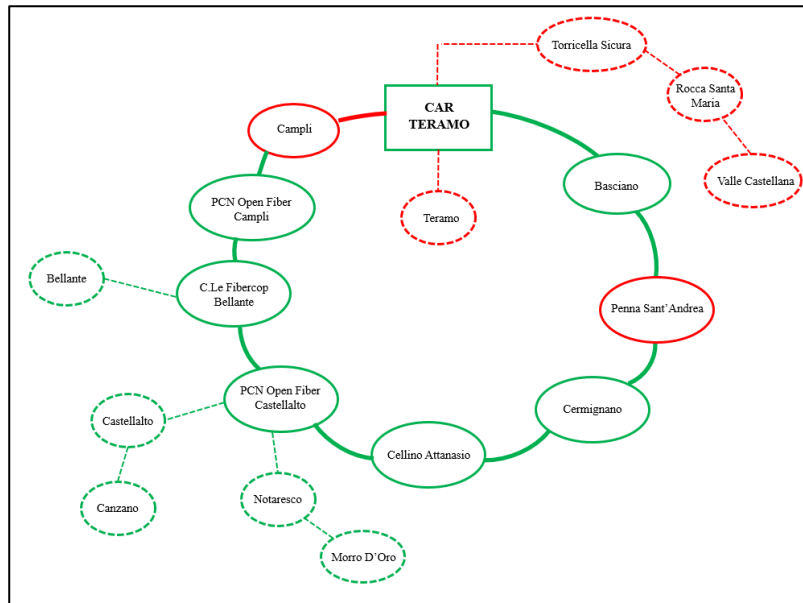 Torricella Sicura
CAR
TERAMO
Rocca Santa
Maria
Campli
Valle Castellana
Basciano
PCN Open Fiber
Campli
Teramo
Bellante
C.Le Fibercop
Bellante
Penna Sant’Andrea
PCN Open Fiber
Castellalto
Cermignano
Castellalto
Cellino Attanasio
Canzano
Notaresco
Morro D’Oro